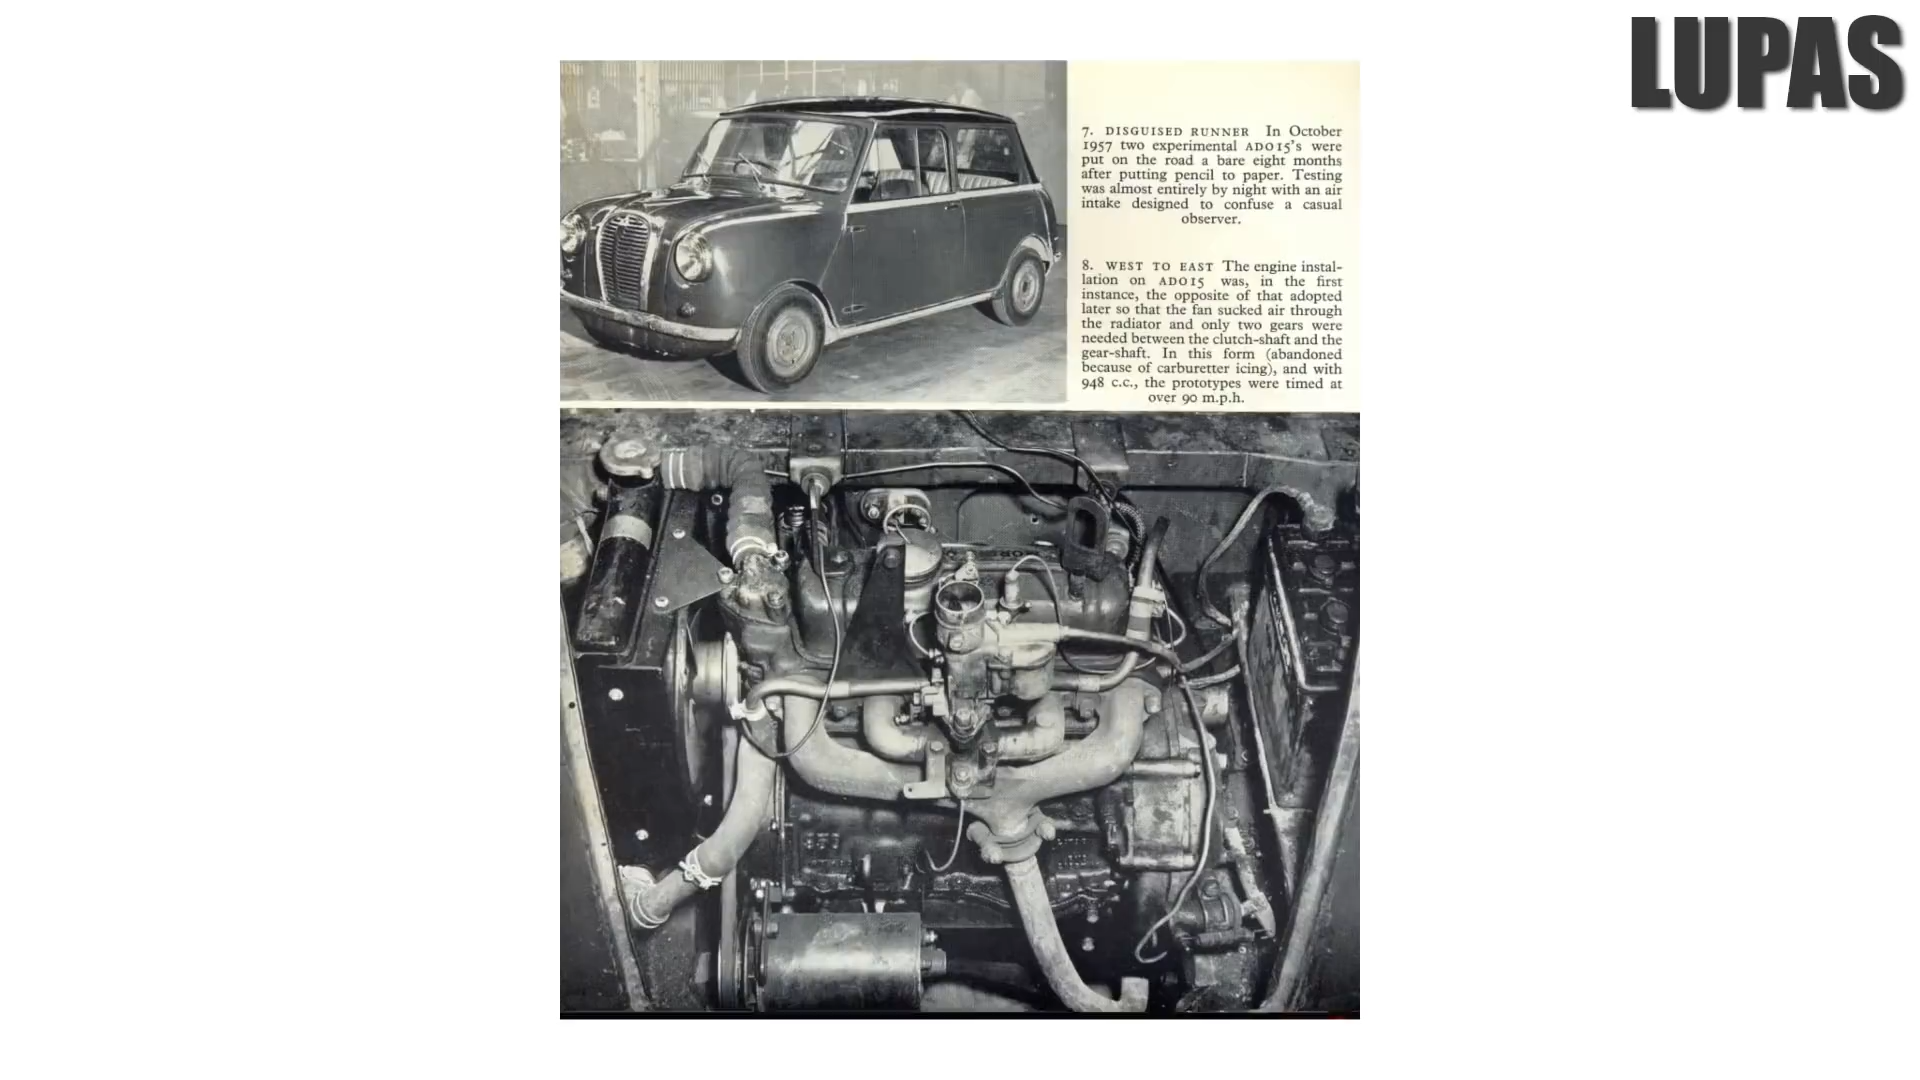 LUPAS
7. DISGUISED RUNNER In October
1957 two experimental ADO15's were
put on the road a bare eight months
after putting pencil to paper. Testing
was almost entirely by night with an air
intake designed to confuse a casual
observer.
8. WEST TO EAST The engine instal-
lation on ADO15 was, in the first
instance, the opposite of that adopted
later so that the fan sucked air through
the radiator and only two gears were
needed between the clutch-shaft and the
gear-shaft. In this form (abandoned
because of carburetter icing), and with
948 c.c., the prototypes were timed at
over 90 m.p.h.